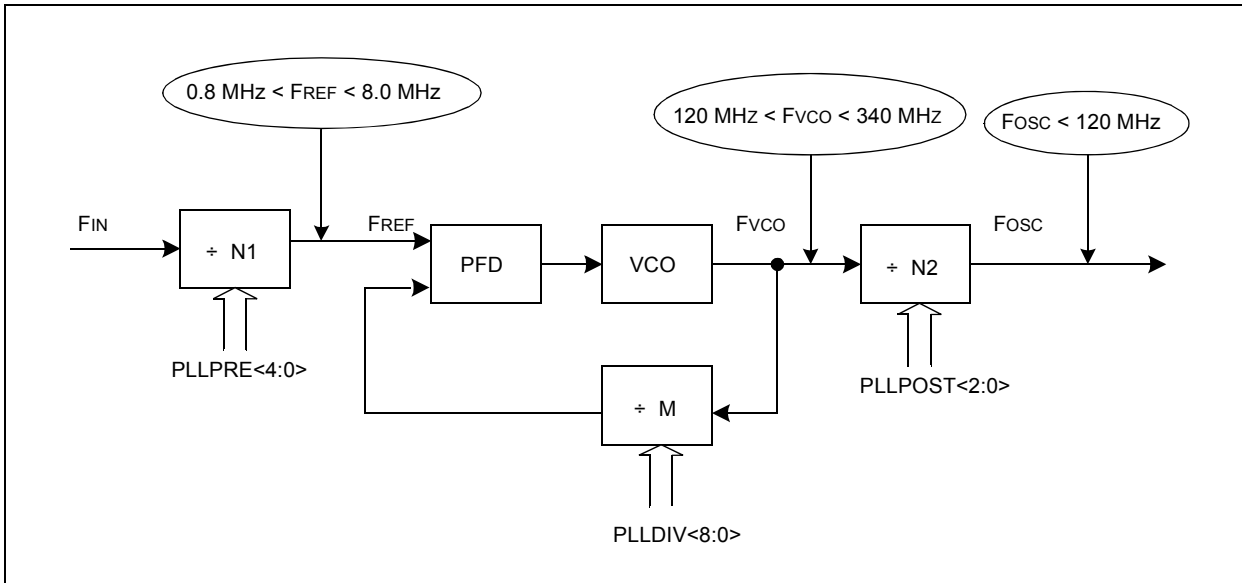 0.8 MHz < FREF < 8.0 MHz
120 MHz < FVCO < 340 MHz
FOSC < 120 MHz
FIN
÷ N1
FREF
PFD
VCO
FVCO
÷ N2
FOSC
PLLPRE<4:0>
÷ M
PLLPOST<2:0>
PLLDIV<8:0>